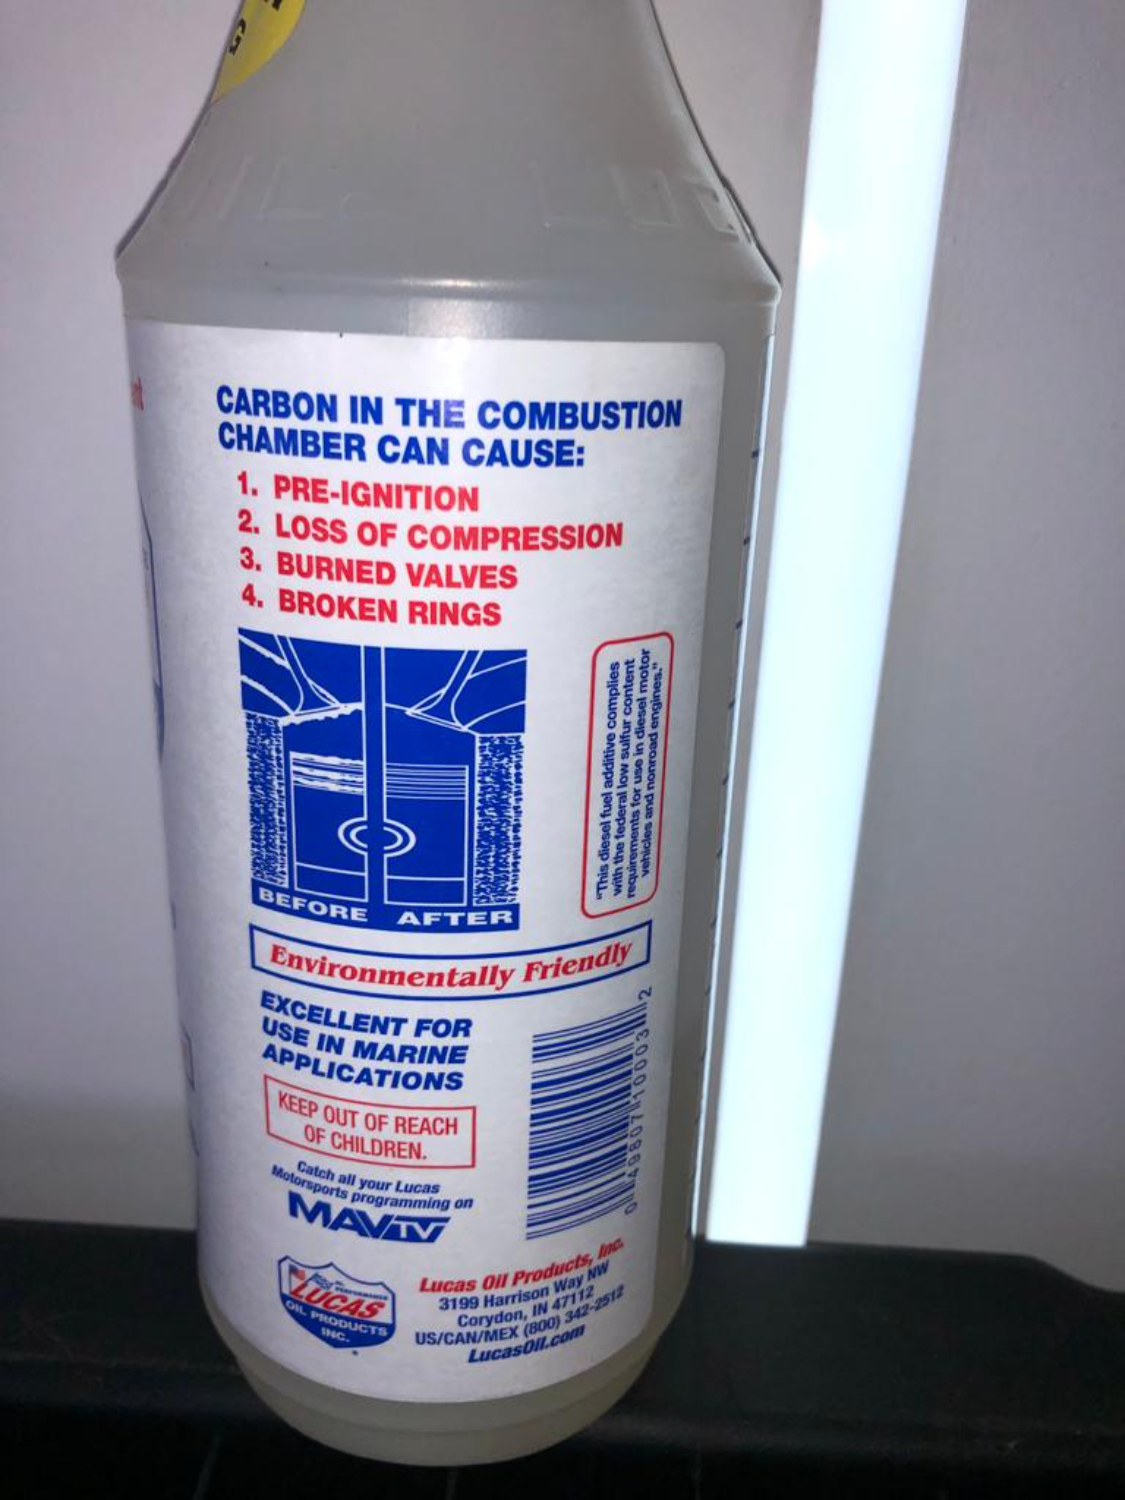 G
OIL
LUC
CARBON IN THE COMBUSTION
CHAMBER CAN CAUSE:
1. PRE-IGNITION
2. LOSS OF COMPRESSION
3. BURNED VALVES
4. BROKEN RINGS
"This diesel fuel additive complies
with the federal low sulfur content
requirements for use in diesel motor
vehicles and nonroad engines."
BEFORE AFTER
Environmentally Friendly
EXCELLENT FOR
USE IN MARINE
APPLICATIONS
KEEP OUT OF REACH
OF CHILDREN.
Catch all your Lucas
Motorsports programming on
MAVTV
0 49807 10003 2
LUCAS
OIL PRODUCTS
INC.
Lucas Oil Products, Inc.
3199 Harrison Way NW
Corydon, IN 47112
US/CAN/MEX (800) 342-2512
LucasOil.com